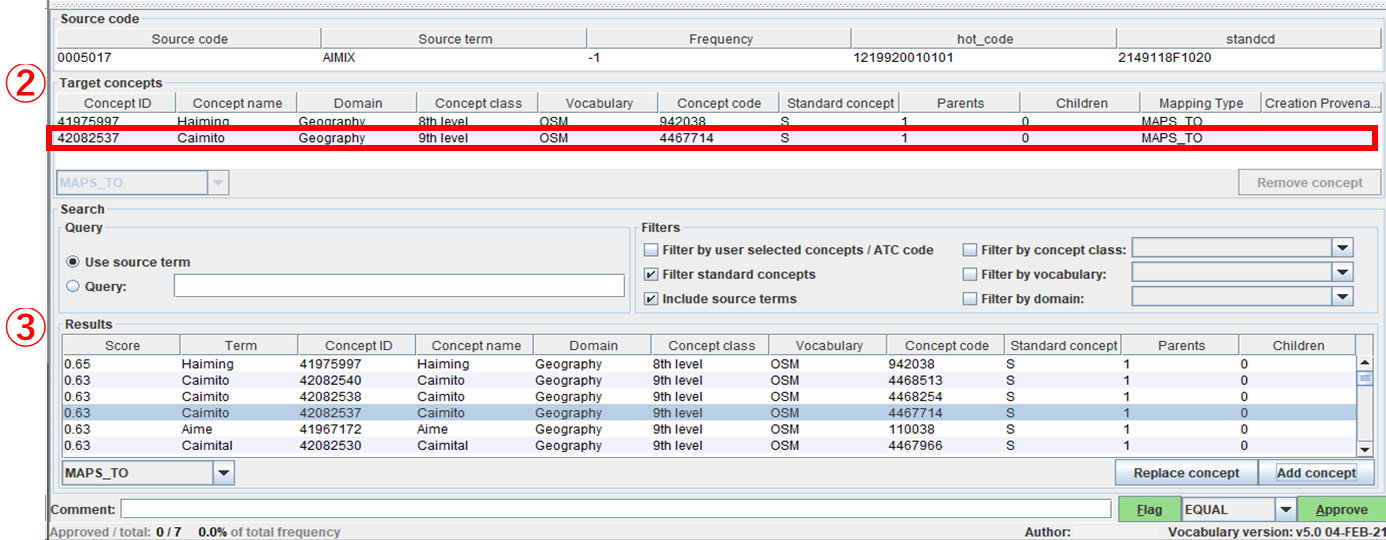 Source code
Source code Source term Frequency hot_code standcd
0005017 AIMIX -1 1219920010101 2149118F1020
②
Target concepts
Concept ID Concept name Domain Concept class Vocabulary Concept code Standard concept Parents Children Mapping Type Creation Provena...
41975997 Haiming Geography 8th level OSM 942038 S 1 0 MAPS_TO
42082537 Caimito Geography 9th level OSM 4467714 S 1 0 MAPS_TO
MAPS_TO Remove concept
Search
Query Filters
Filter by user selected concepts / ATC code Filter by concept class:
Use source term Filter standard concepts Filter by vocabulary:
Query: Include source terms Filter by domain:
③
Results
Score Term Concept ID Concept name Domain Concept class Vocabulary Concept code Standard concept Parents Children
0.65 Haiming 41975997 Haiming Geography 8th level OSM 942038 S 1 0
0.63 Caimito 42082540 Caimito Geography 9th level OSM 4468513 S 1 0
0.63 Caimito 42082538 Caimito Geography 9th level OSM 4468254 S 1 0
0.63 Caimito 42082537 Caimito Geography 9th level OSM 4467714 S 1 0
0.63 Aime 41967172 Aime Geography 9th level OSM 110038 S 1 0
0.63 Caimital 42082530 Caimital Geography 9th level OSM 4467966 S 1 0
MAPS_TO Replace concept Add concept
Comment: Flag EQUAL Approve
Approved / total: 0 / 7 0.0% of total frequency Author: Vocabulary version: v5.0 04-FEB-21